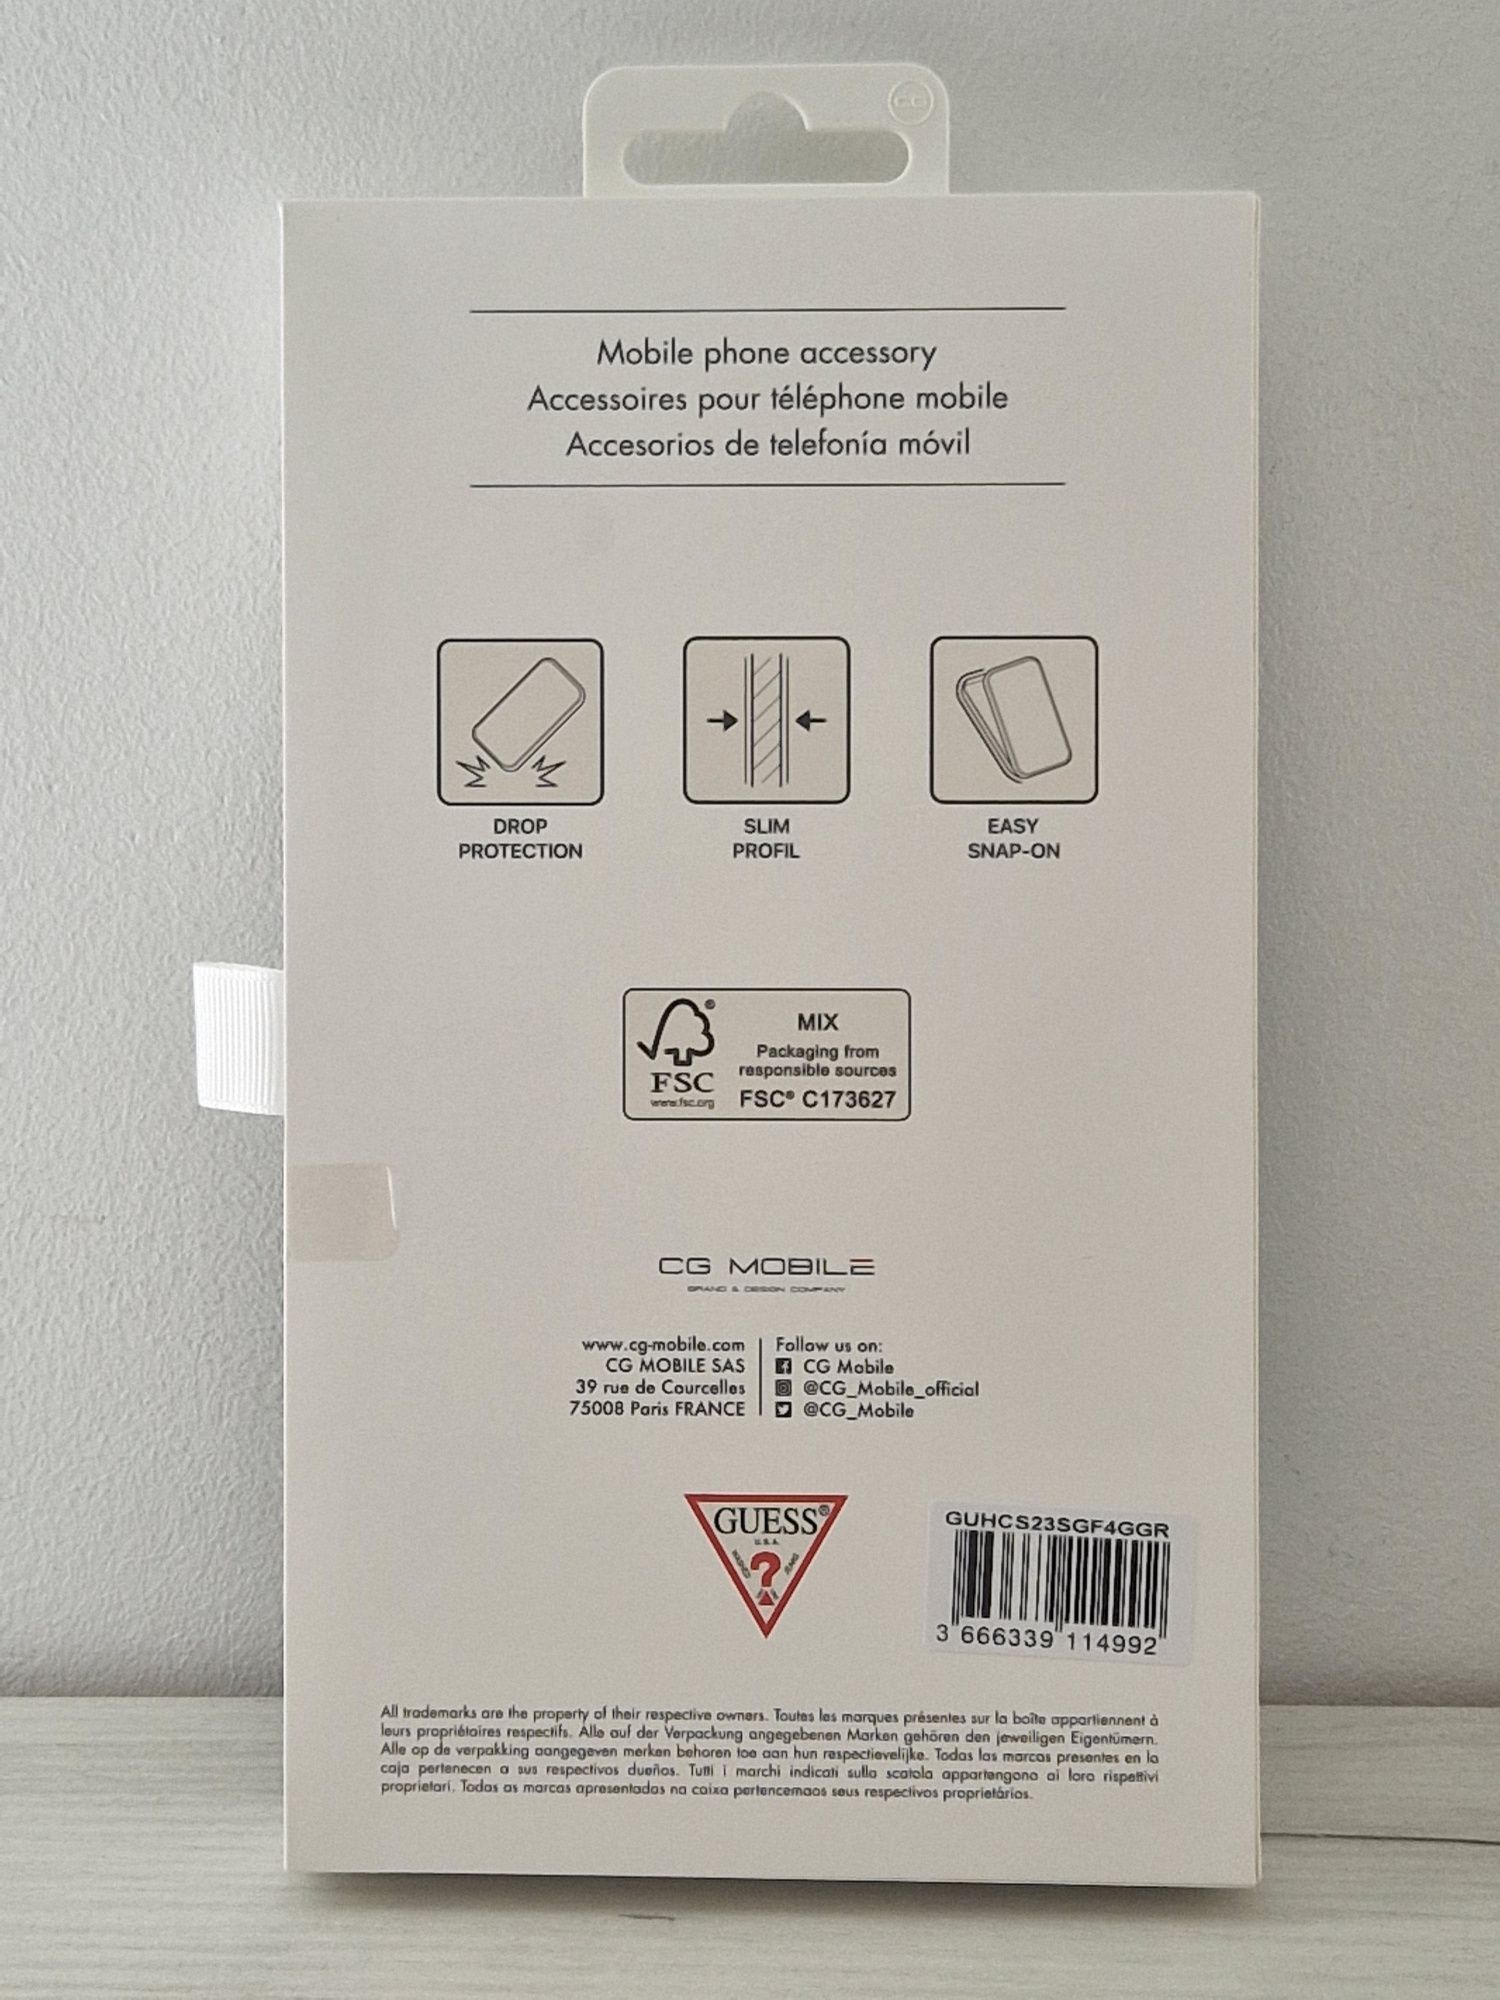 CG
Mobile phone accessory
Accessoires pour téléphone mobile
Accesorios de telefonía móvil
DROP
PROTECTION
SLIM
PROFIL
EASY
SNAP-ON
FSC®
www.fsc.org
MIX
Packaging from
responsible sources
FSC® C173627
CG MOBILE
BRAND & DESIGN COMPANY
www.cg-mobile.com
CG MOBILE SAS
39 rue de Courcelles
75008 Paris FRANCE
Follow us on:
CG Mobile
@CG_Mobile_official
@CG_Mobile
GUESS®
U.S.A.
WASHED JEANS
?
GUHCS23SGF4GGR
3 666339 114992
All trademarks are the property of their respective owners. Toutes les marques présentes sur la boîte appartiennent à
leurs propriétaires respectifs. Alle auf der Verpackung angegebenen Marken gehören den jeweiligen Eigentümern.
Alle op de verpakking aangegeven merken behoren toe aan hun respectievelijke. Todas las marcas presentes en la
caja pertenecen a sus respectivos dueños. Tutti i marchi indicati sulla scatola appartengono ai loro rispettivi
proprietari. Todas as marcas apresentadas na caixa pertencemaos seus respectivos proprietários.